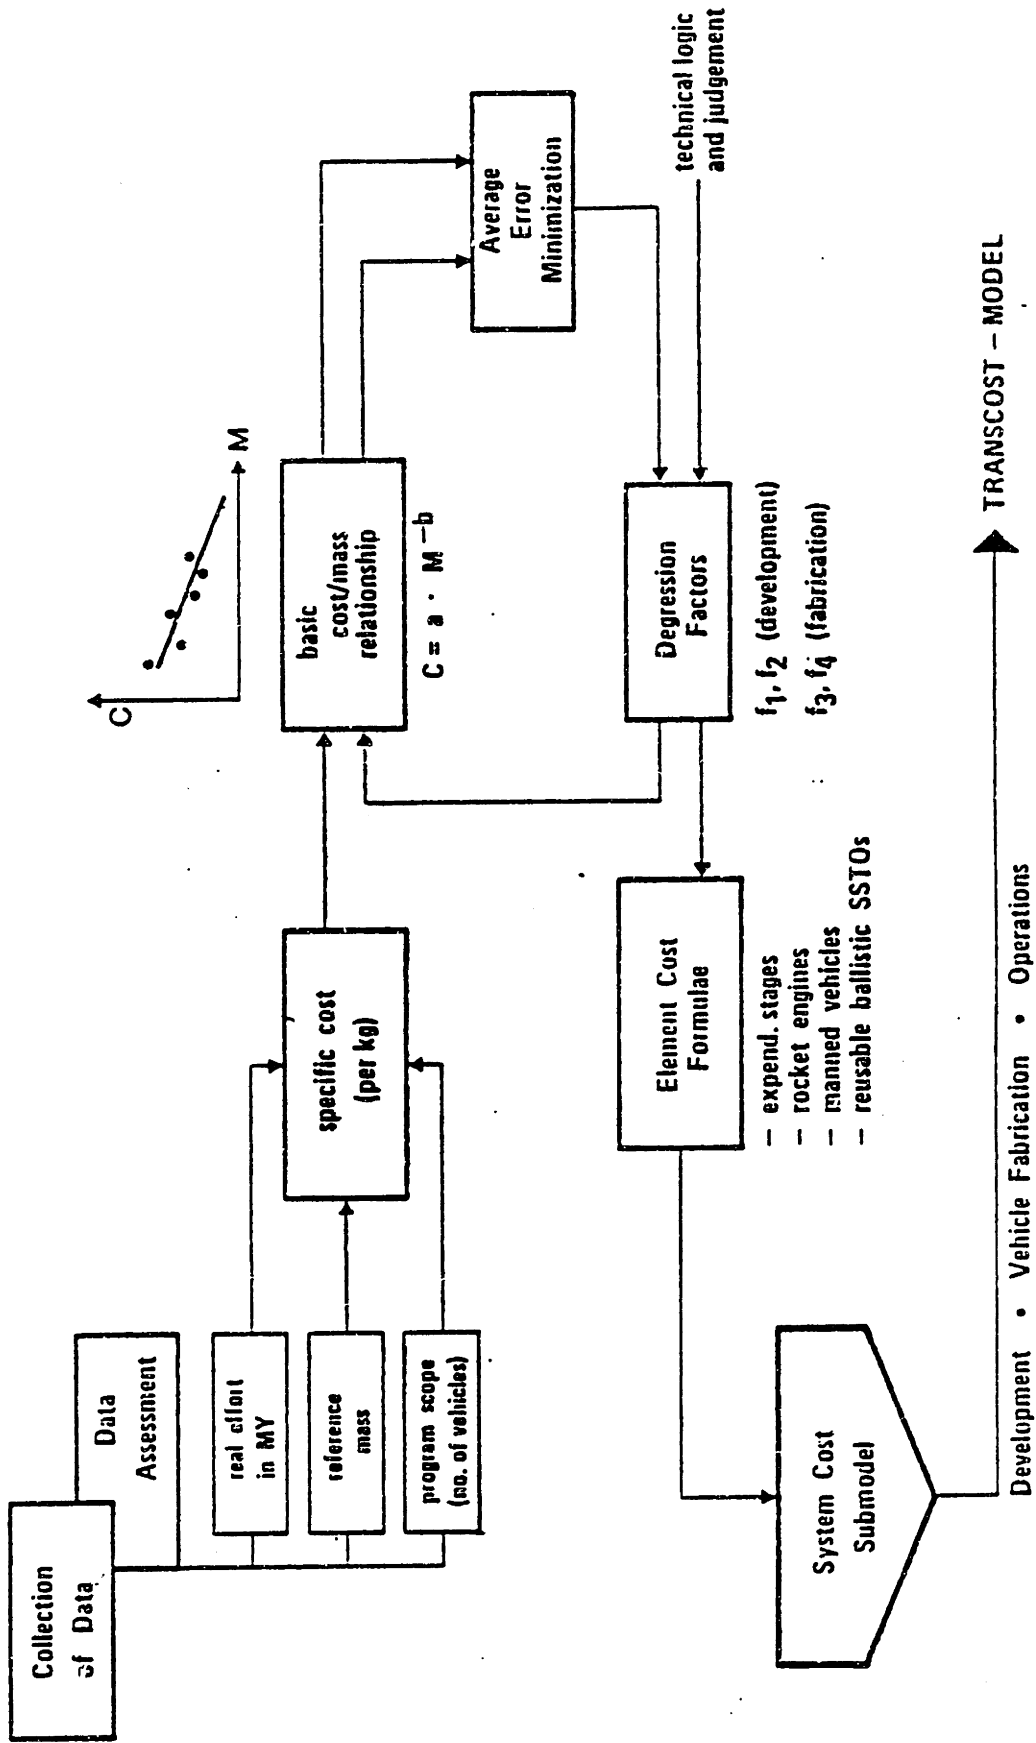 Collection
of Data
Data
Assessment
real effort
in MY
reference
mass
program scope
(no. of vehicles)
specific cost
(per kg)
C
M
basic
cost/mass
relationship
C = a · M⁻ᵇ
Average
Error
Minimization
technical logic
and judgement
Degression
Factors
f₁, f₂ (development)
f₃, f₄ (fabrication)
Element Cost
Formulae
– expend. stages
– rocket engines
– manned vehicles
– reusable ballistic SSTOs
System Cost
Submodel
Development • Vehicle Fabrication • Operations
TRANSCOST – MODEL